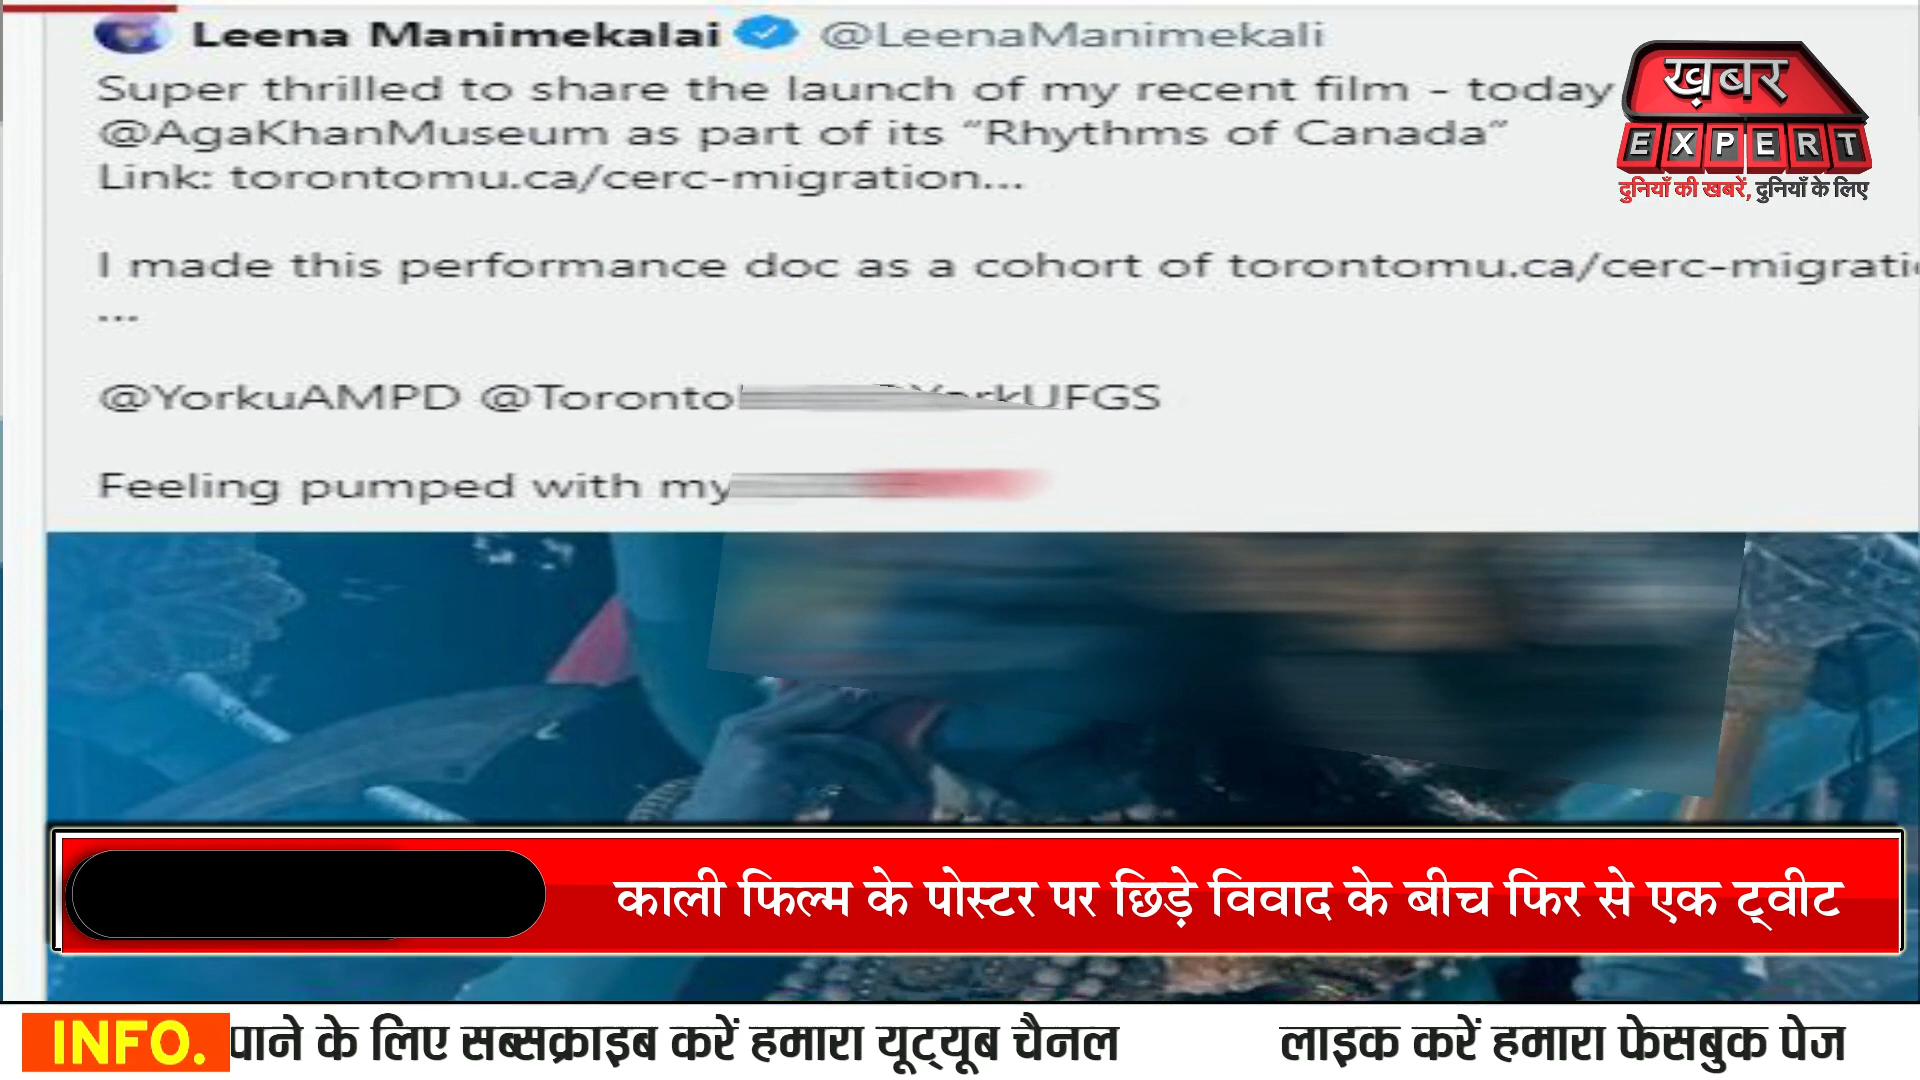 Leena Manimekalai @LeenaManimekali
Super thrilled to share the launch of my recent film - today
@AgaKhanMuseum as part of its “Rhythms of Canada”
Link: torontomu.ca/cerc-migration...
I made this performance doc as a cohort of torontomu.ca/cerc-migratio
...
@YorkuAMPD @Toronto @YorkUFGS
Feeling pumped with my
ख़बर
EXPERT
दुनियाँ की खबरें, दुनियाँ के लिए
काली फिल्म के पोस्टर पर छिड़े विवाद के बीच फिर से एक ट्वीट
INFO. पाने के लिए सब्सक्राइब करें हमारा यूट्यूब चैनल लाइक करें हमारा फेसबुक पेज